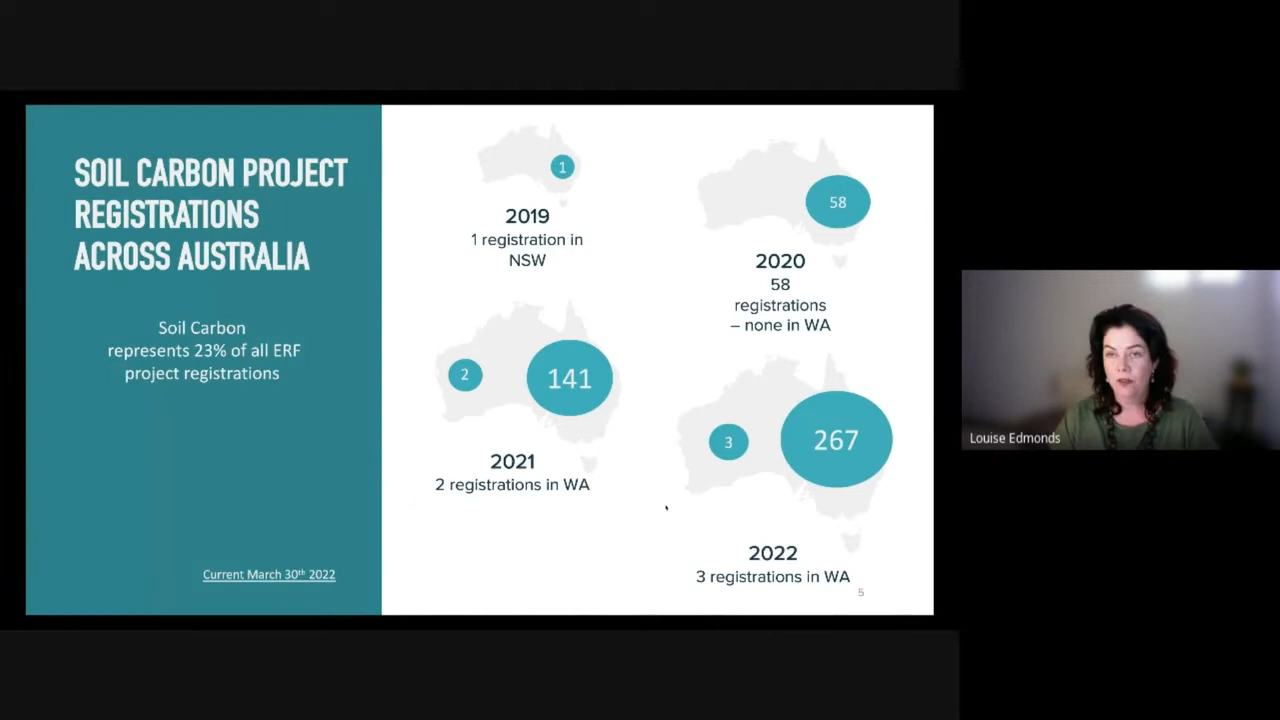 SOIL CARBON PROJECT
REGISTRATIONS
ACROSS AUSTRALIA
Soil Carbon
represents 23% of all ERF
project registrations
Current March 30th 2022
1
2019
1 registration in
NSW
58
2020
58
registrations
– none in WA
2
141
2021
2 registrations in WA
3
267
2022
3 registrations in WA
5
Louise Edmonds